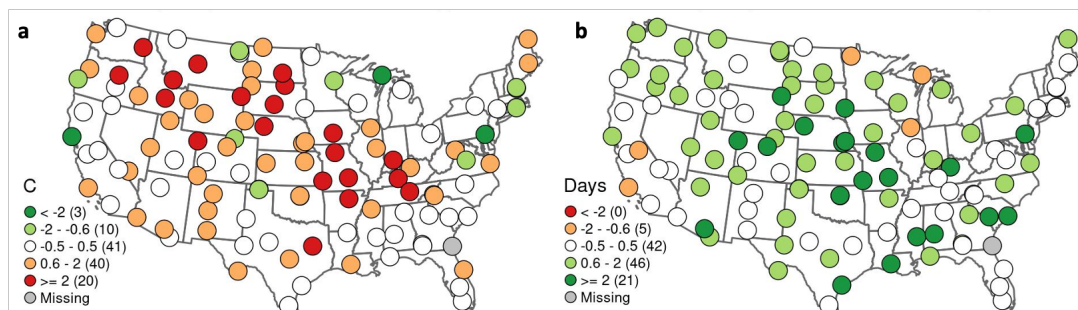 a
b
C
< -2 (3)
-2 - -0.6 (10)
-0.5 - 0.5 (41)
0.6 - 2 (40)
>= 2 (20)
Missing
Days
< -2 (0)
-2 - -0.6 (5)
-0.5 - 0.5 (42)
0.6 - 2 (46)
>= 2 (21)
Missing